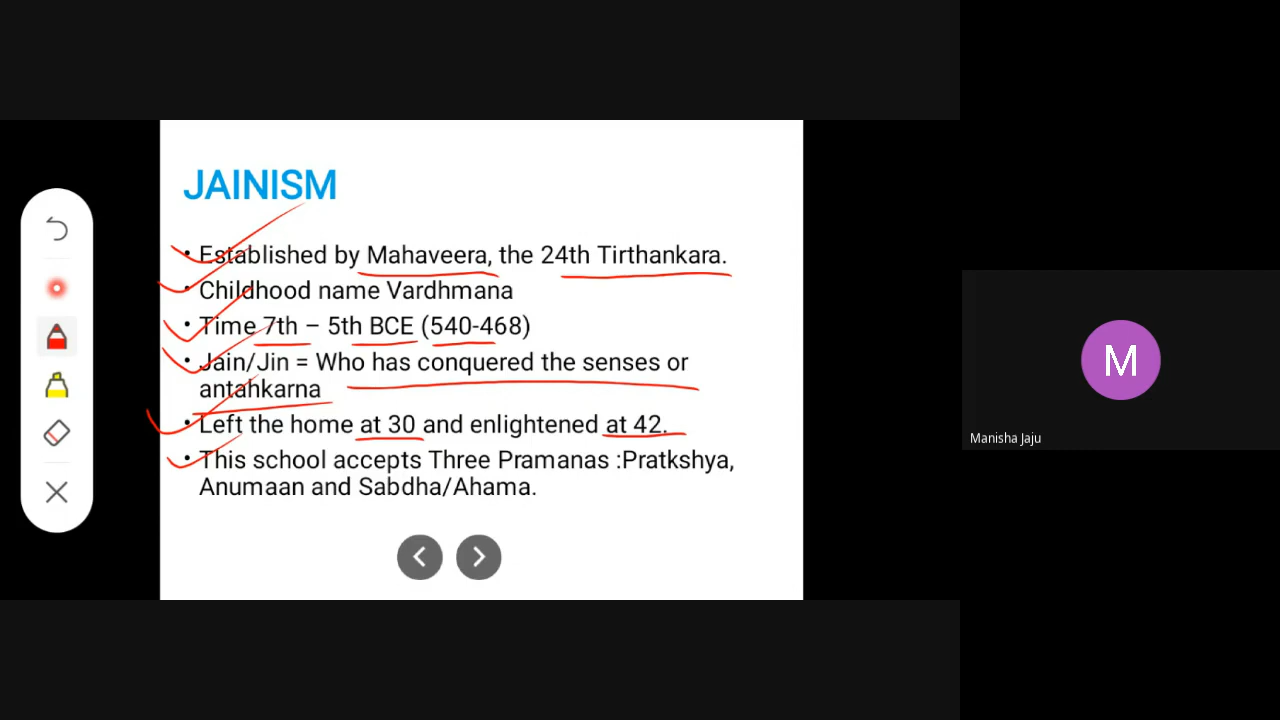 JAINISM
• Established by Mahaveera, the 24th Tirthankara.
• Childhood name Vardhmana
• Time 7th – 5th BCE (540-468)
• Jain/Jin = Who has conquered the senses or
antahkarna
• Left the home at 30 and enlightened at 42.
• This school accepts Three Pramanas :Pratkshya,
Anumaan and Sabdha/Ahama.
M
Manisha Jaju